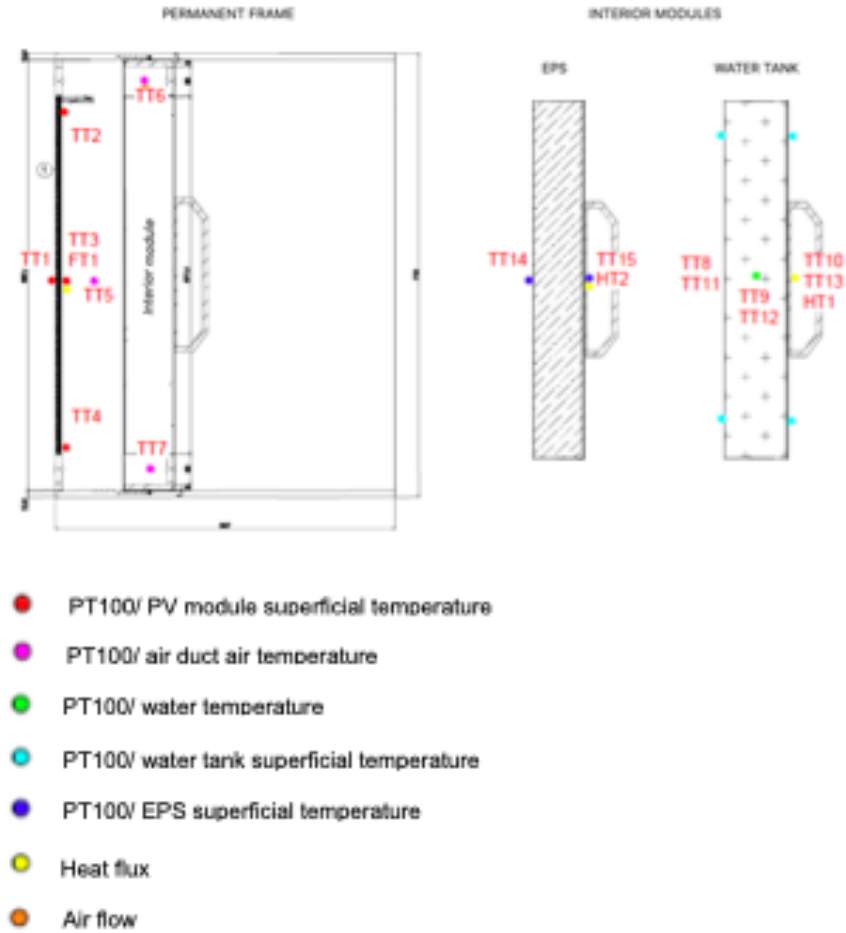 PERMANENT FRAME
INTERIOR MODULES
EPS
WATER TANK
TT6
TT2
TT3
TT1
FT1
TT5
Interior module
TT4
TT7
TT14
TT15
HT2
TT8
TT11
TT9
TT12
TT10
TT13
HT1
PT100/ PV module superficial temperature
PT100/ air duct air temperature
PT100/ water temperature
PT100/ water tank superficial temperature
PT100/ EPS superficial temperature
Heat flux
Air flow